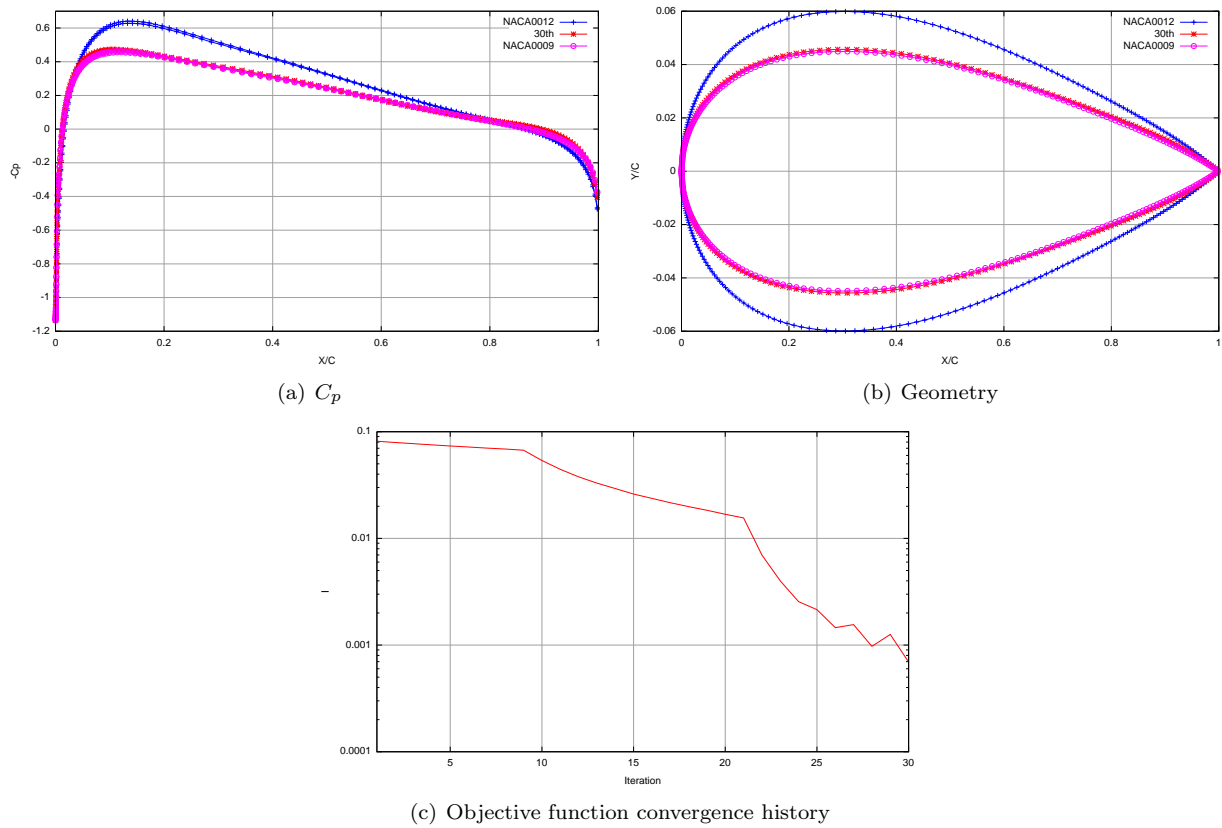 NACA0012
30th
NACA0009
0.6
0.4
0.2
0
-0.2
-0.4
-0.6
-0.8
-1
-1.2
-Cp
0
0.2
0.4
0.6
0.8
1
X/C
(a) Cp
NACA0012
30th
NACA0009
0.06
0.04
0.02
0
-0.02
-0.04
-0.06
Y/C
0
0.2
0.4
0.6
0.8
1
X/C
(b) Geometry
0.1
0.01
0.001
0.0001
I
5
10
15
20
25
30
Iteration
(c) Objective function convergence history